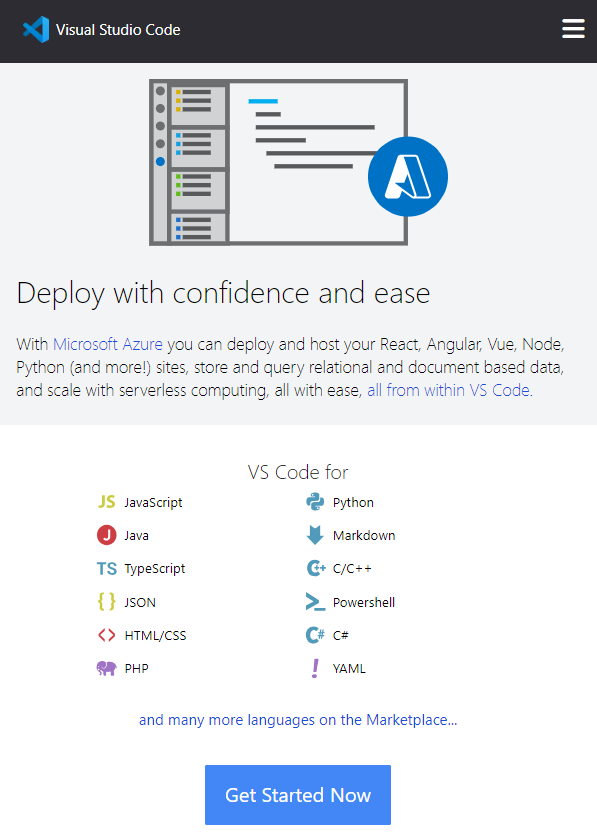 Visual Studio Code
Deploy with confidence and ease
With Microsoft Azure you can deploy and host your React, Angular, Vue, Node,
Python (and more!) sites, store and query relational and document based data,
and scale with serverless computing, all with ease, all from within VS Code.
VS Code for
JS JavaScript
Python
J Java
Markdown
TS TypeScript
C++ C/C++
{ } JSON
Powershell
<> HTML/CSS
C# C#
PHP
! YAML
and many more languages on the Marketplace...
Get Started Now